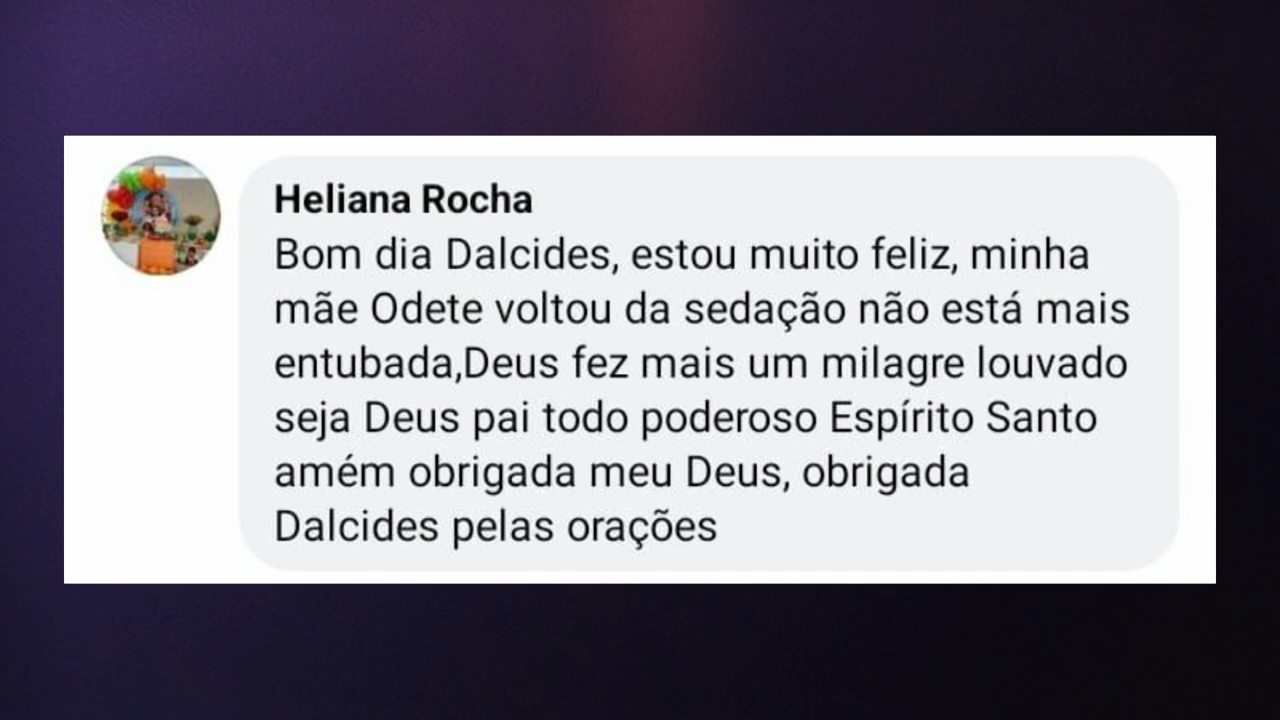 Heliana Rocha
Bom dia Dalcides, estou muito feliz, minha
mãe Odete voltou da sedação não está mais
entubada,Deus fez mais um milagre louvado
seja Deus pai todo poderoso Espírito Santo
amém obrigada meu Deus, obrigada
Dalcides pelas orações